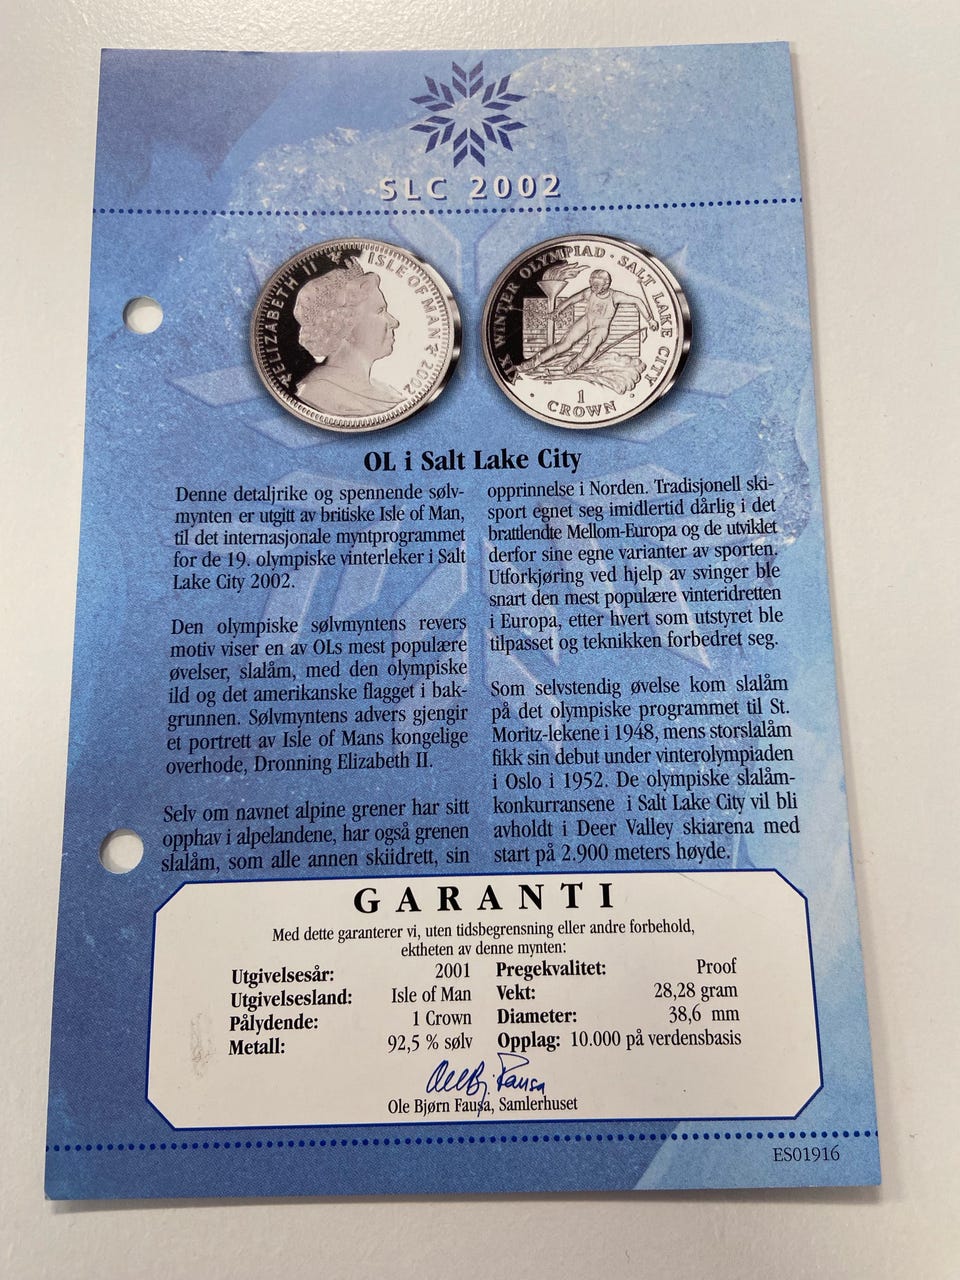 SLC 2002
ELIZABETH II
ISLE OF MAN
2002
XIX WINTER OLYMPIAD · SALT LAKE CITY
1
CROWN
OL i Salt Lake City
Denne detaljrike og spennende sølv-
mynten er utgitt av britiske Isle of Man,
til det internasjonale myntprogrammet
for de 19. olympiske vinterleker i Salt
Lake City 2002.
Den olympiske sølvmyntens revers
motiv viser en av OLs mest populære
øvelser, slalåm, med den olympiske
ild og det amerikanske flagget i bak-
grunnen. Sølvmyntens advers gjengir
et portrett av Isle of Mans kongelige
overhode, Dronning Elizabeth II.
Selv om navnet alpine grener har sitt
opphav i alpelandene, har også grenen
slalåm, som alle annen skiidrett, sin
opprinnelse i Norden. Tradisjonell ski-
sport egnet seg imidlertid dårlig i det
brattlendte Mellom-Europa og de utviklet
derfor sine egne varianter av sporten.
Utforkjøring ved hjelp av svinger ble
snart den mest populære vinteridretten
i Europa, etter hvert som utstyret ble
tilpasset og teknikken forbedret seg.
Som selvstendig øvelse kom slalåm
på det olympiske programmet til St.
Moritz-lekene i 1948, mens storslalåm
fikk sin debut under vinterolympiaden
i Oslo i 1952. De olympiske slalåm-
konkurransene i Salt Lake City vil bli
avholdt i Deer Valley skiarena med
start på 2.900 meters høyde.
GARANTI
Med dette garanterer vi, uten tidsbegrensning eller andre forbehold,
ektheten av denne mynten:
Utgivelsesår: 2001 Pregekvalitet: Proof
Utgivelsesland: Isle of Man Vekt: 28,28 gram
Pålydende: 1 Crown Diameter: 38,6 mm
Metall: 92,5 % sølv Opplag: 10.000 på verdensbasis
Ole Bj. Fausa
Ole Bjørn Fausa, Samlerhuset
ES01916